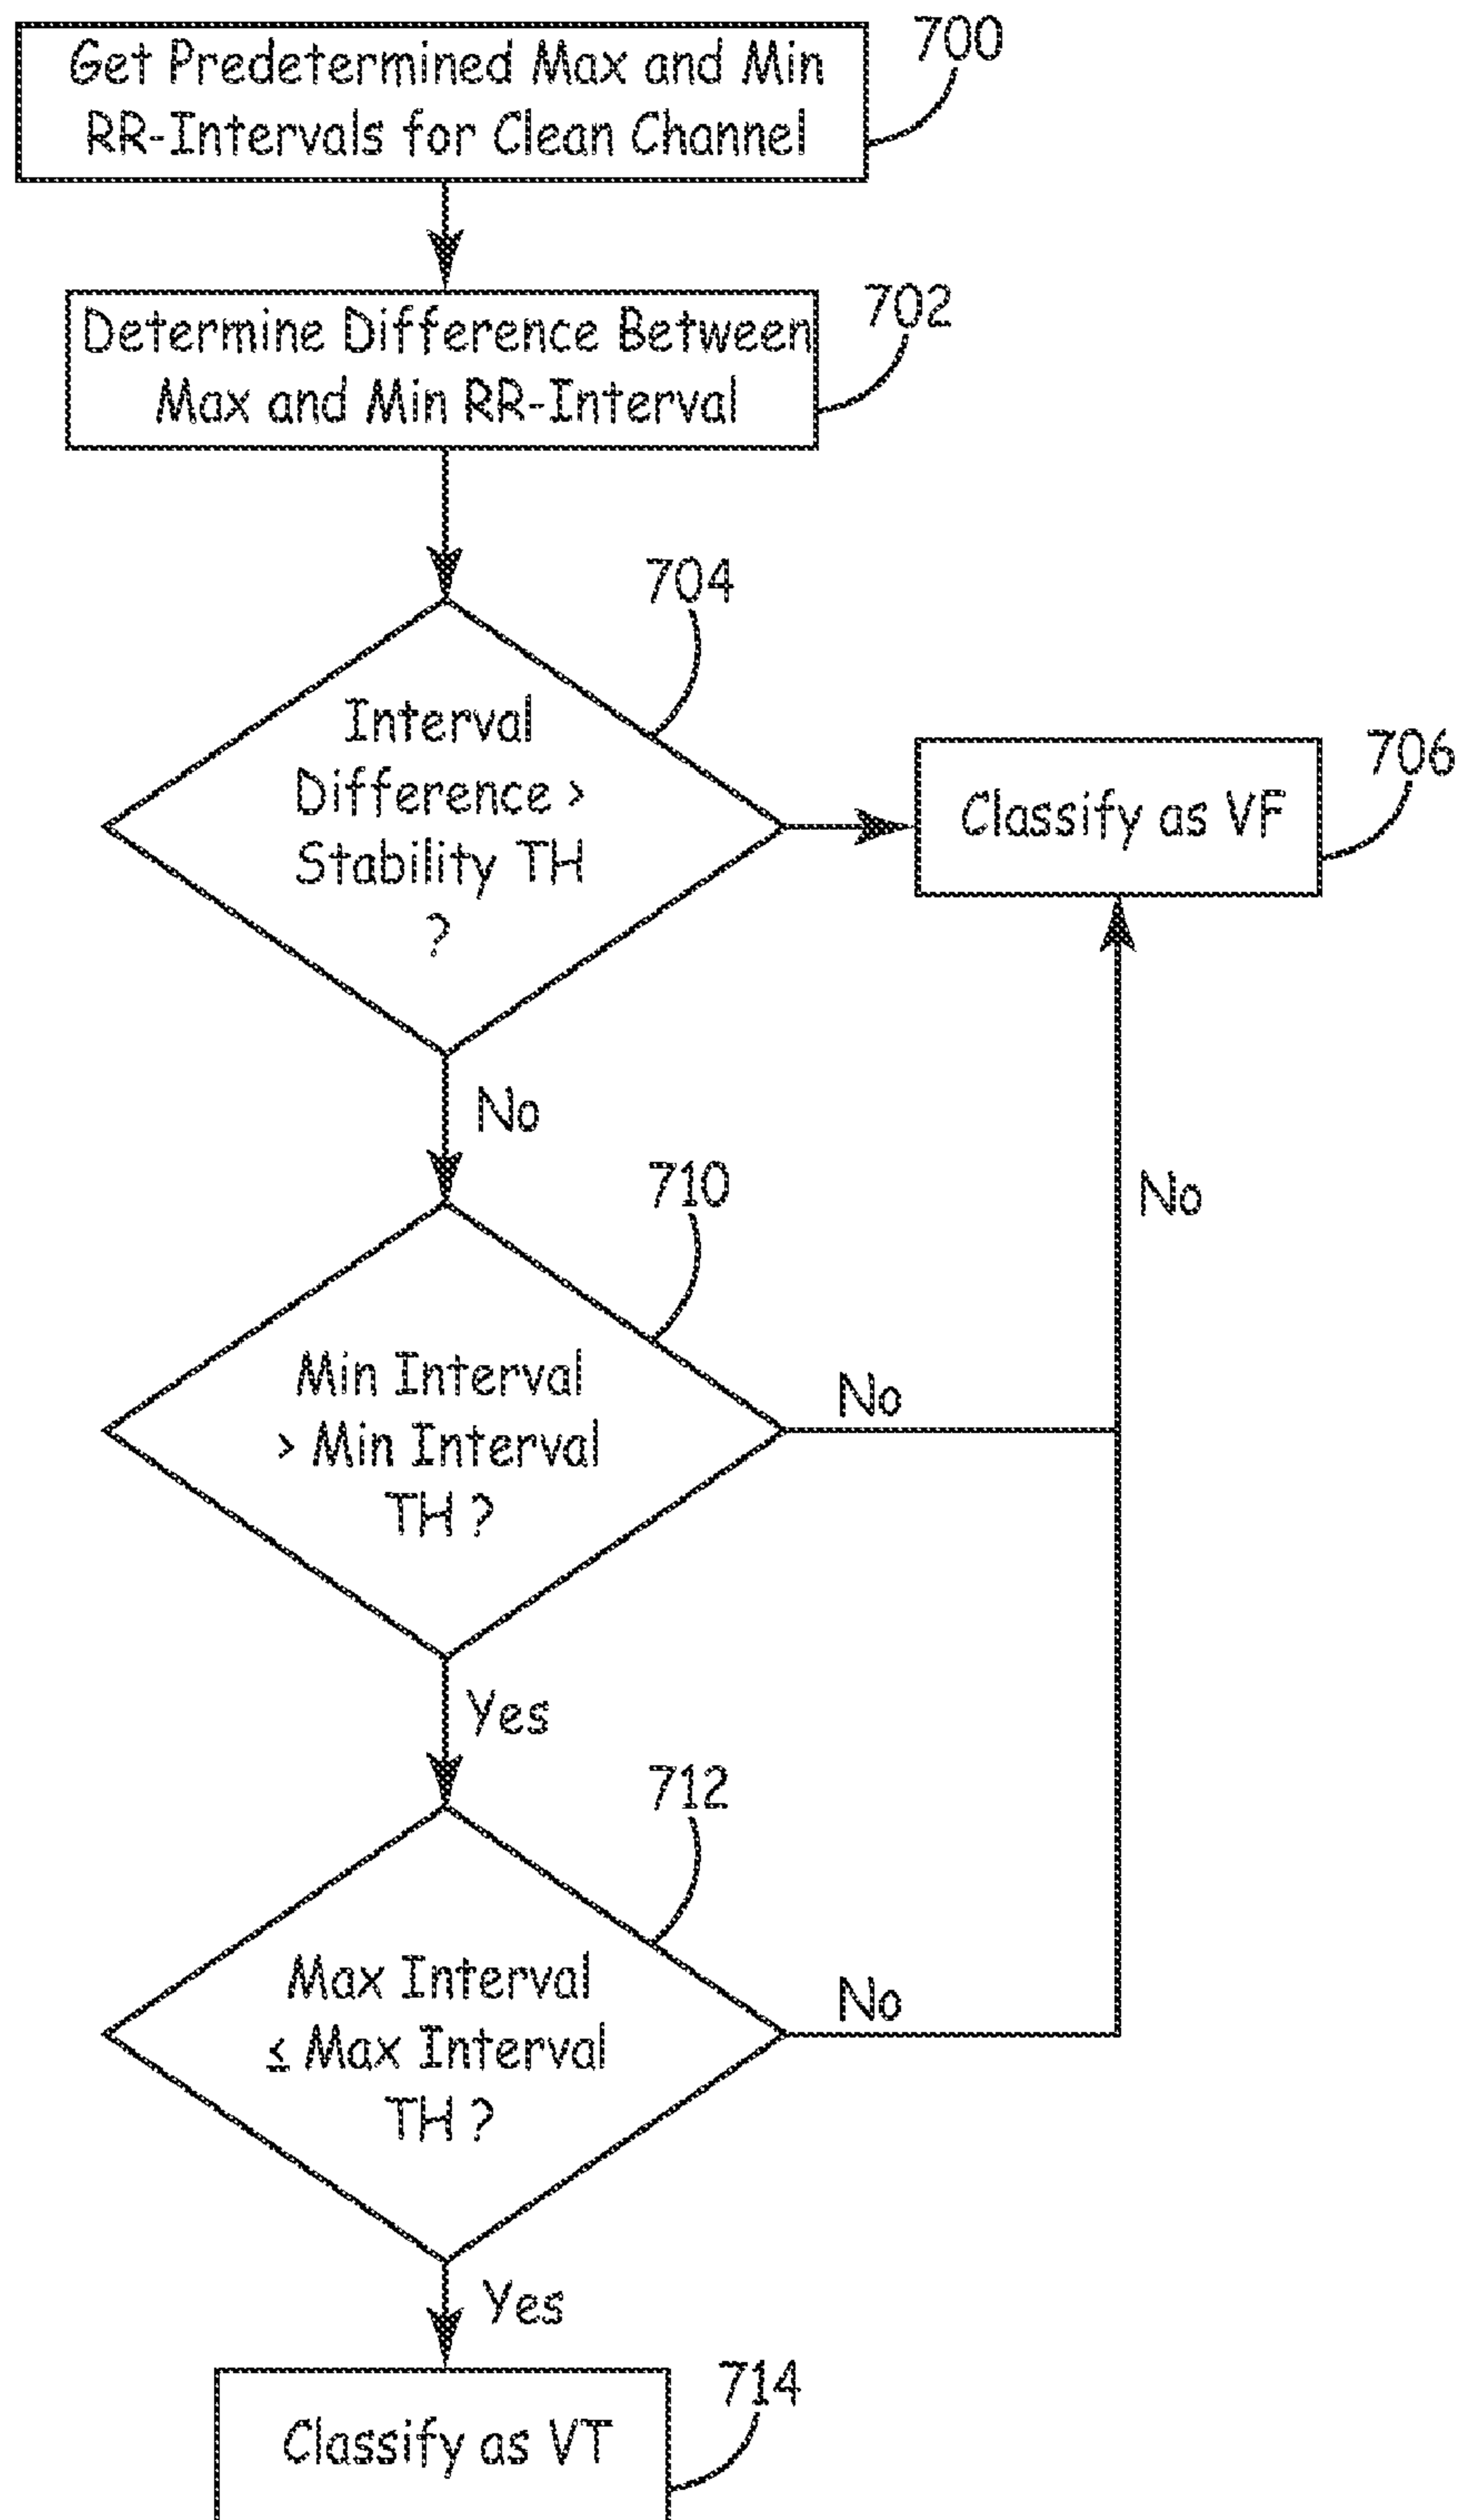 Get Predetermined Max and Min
RR-Intervals for Clean Channel
700
Determine Difference Between
Max and Min RR-Interval
702
704
Interval
Difference >
Stability TH
?
706
Classify as VF
No
710
No
Min Interval
> Min Interval
TH ?
No
Yes
712
Max Interval
≤ Max Interval
TH ?
No
Yes
714
Classify as VT